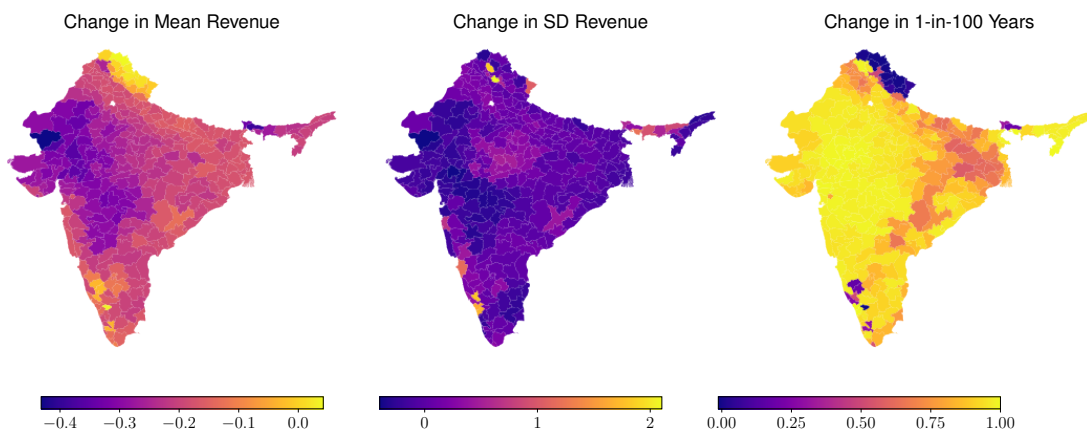 Change in Mean Revenue
Change in SD Revenue
Change in 1-in-100 Years
−0.4 −0.3 −0.2 −0.1 0.0
0 1 2
0.00 0.25 0.50 0.75 1.00